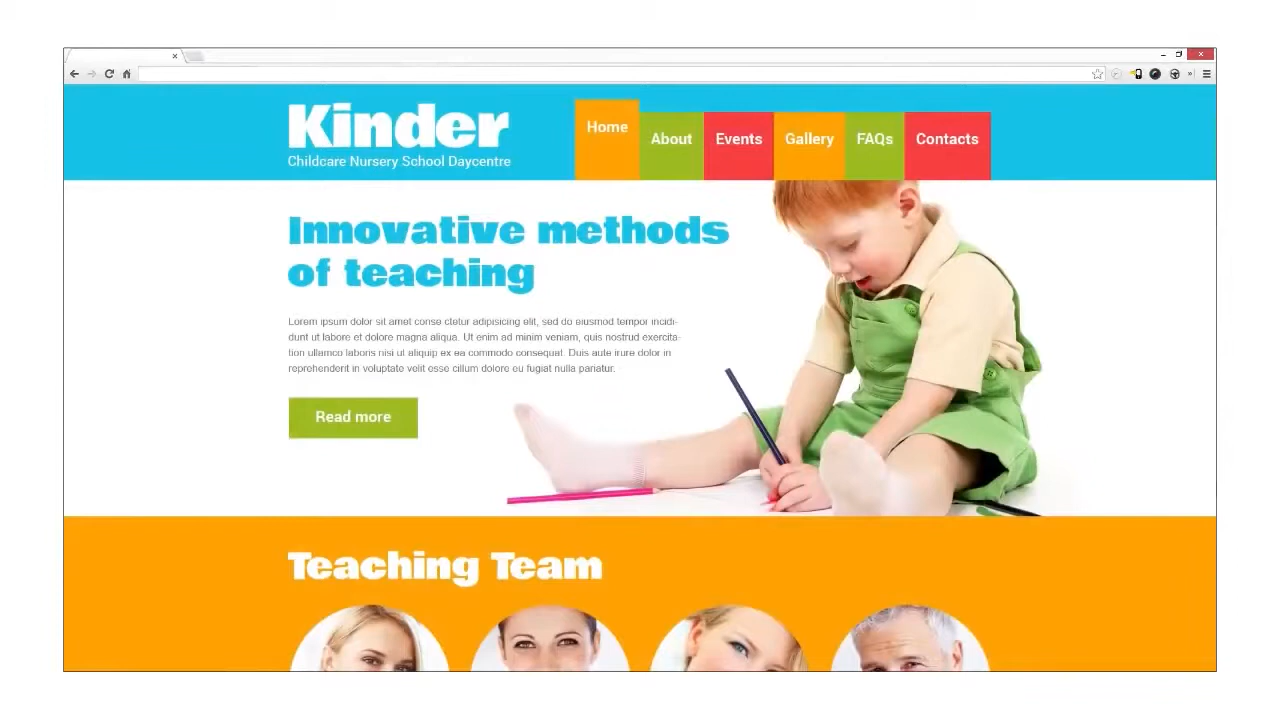 Kinder
Childcare Nursery School Daycentre
Home
About
Events
Gallery
FAQs
Contacts
Innovative methods
of teaching
Lorem ipsum dolor sit amet conse ctetur adipisicing elit, sed do eiusmod tempor incidi-
dunt ut labore et dolore magna aliqua. Ut enim ad minim veniam, quis nostrud exercita-
tion ullamco laboris nisi ut aliquip ex ea commodo consequat. Duis aute irure dolor in
reprehenderit in voluptate velit esse cillum dolore eu fugiat nulla pariatur.
Read more
Teaching Team